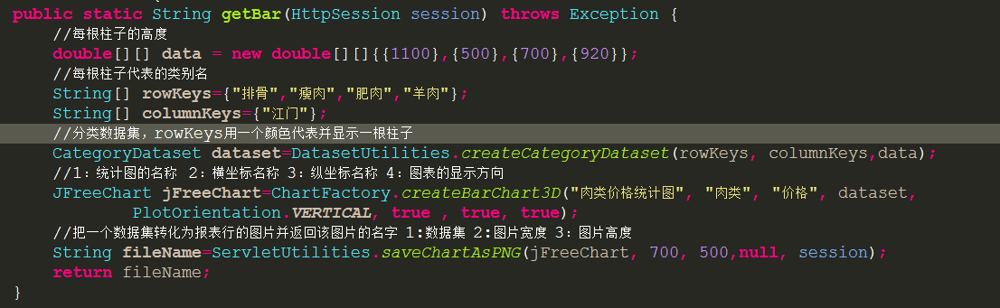 public static String getBar(HttpSession session) throws Exception {
//每根柱子的高度
double[][] data = new double[][]{{1100},{500},{700},{920}};
//每根柱子代表的类别名
String[] rowKeys={"排骨","瘦肉","肥肉","羊肉"};
String[] columnKeys={"江门"};
//分类数据集，rowKeys用一个颜色代表并显示一根柱子
CategoryDataset dataset=DatasetUtilities.createCategoryDataset(rowKeys, columnKeys,data);
//1：统计图的名称 2：横坐标名称 3：纵坐标名称 4：图表的显示方向
JFreeChart jFreeChart=ChartFactory.createBarChart3D("肉类价格统计图", "肉类", "价格", dataset,
PlotOrientation.VERTICAL, true , true, true);
//把一个数据集转化为报表行的图片并返回该图片的名字 1:数据集 2:图片宽度 3：图片高度
String fileName=ServletUtilities.saveChartAsPNG(jFreeChart, 700, 500,null, session);
return fileName;
}